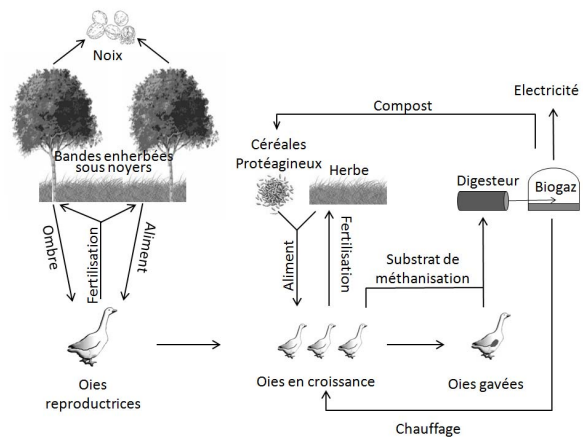 Noix
Bandes enherbées
sous noyers
Ombre
Fertilisation
Aliment
Oies
reproductrices
Compost
Electricité
Céréales
Protéagineux
Herbe
Digesteur
Biogaz
Aliment
Fertilisation
Substrat de
méthanisation
Oies en croissance
Oies gavées
Chauffage